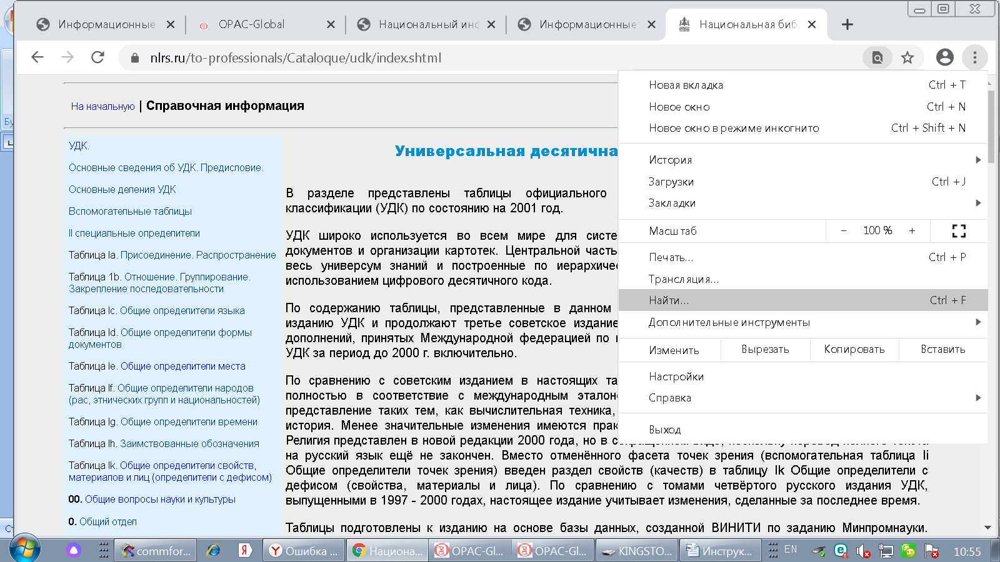 Информационные
OPAC-Global
Национальный ин
Информационные
Национальная биб
nlrs.ru/to-professionals/Cataloque/udk/index.shtml
На начальную | Справочная информация
УДК.
Основные сведения об УДК. Предисловие.
Основные деления УДК
Вспомогательные таблицы
II специальные определители
Таблица Ia. Присоединение. Распространение
Таблица 1b. Отношение. Группирование.
Закрепление последовательности
Таблица Ic. Общие определители языка
Таблица Id. Общие определители формы
документов
Таблица Ie. Общие определители места
Таблица If. Общие определители народов
(рас, этнических групп и национальностей)
Таблица Ig. Общие определители времени
Таблица Ih. Заимствованные обозначения
Таблица Ik. Общие определители свойств,
материалов и лиц (определители с дефисом)
00. Общие вопросы науки и культуры
0. Общий отдел
Универсальная десятична
В разделе представлены таблицы официального
классификации (УДК) по состоянию на 2001 год.
УДК широко используется во всем мире для систе
документов и организации картотек. Центральной часть
весь универсум знаний и построенные по иерархичес
использованием цифрового десятичного кода.
По содержанию таблицы, представленные в данном
изданию УДК и продолжают третье советское издание
дополнений, принятых Международной федерацией по
УДК за период до 2000 г. включительно.
По сравнению с советским изданием в настоящих та
полностью в соответствие с международным эталон
представление таких тем, как вычислительная техника,
история. Менее значительные изменения имеются прак
Религия представлен в новой редакции 2000 года, но в сокращенном виде, поскольку перевод полного текста
на русский язык ещё не закончен. Вместо отменённого фасета точек зрения (вспомогательная таблица Ii
Общие определители точек зрения) введен раздел свойств (качеств) в таблицу Ik Общие определители с
дефисом (свойства, материалы и лица). По сравнению с томами четвёртого русского издания УДК,
выпущенными в 1997 - 2000 годах, настоящее издание учитывает изменения, сделанные за последнее время.
Таблицы подготовлены к изданию на основе базы данных, созданной ВИНИТИ по заданию Минпромнауки.
Новая вкладка Ctrl + T
Новое окно Ctrl + N
Новое окно в режиме инкогнито Ctrl + Shift + N
История
Загрузки Ctrl + J
Закладки
Масштаб − 100 % +
Печать... Ctrl + P
Трансляция...
Найти... Ctrl + F
Дополнительные инструменты
Изменить Вырезать Копировать Вставить
Настройки
Справка
Выход
Бу
Ст
commfor... Ошибка ... Национа... OPAC-Gl... OPAC-Gl... KINGSTO... Инструк... EN 10:55